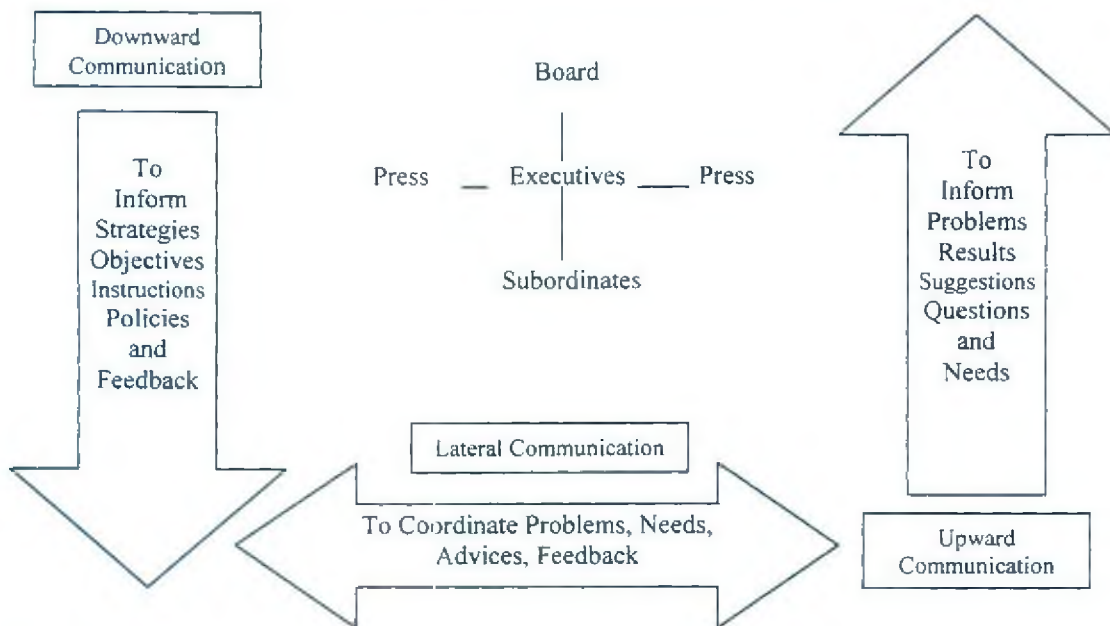 Downward
Communication
To
Inform
Strategies
Objectives
Instructions
Policies
and
Feedback
Board
Press — Executives — Press
Subordinates
Lateral Communication
To Coordinate Problems, Needs,
Advices, Feedback
To
Inform
Problems
Results
Suggestions
Questions
and
Needs
Upward
Communication